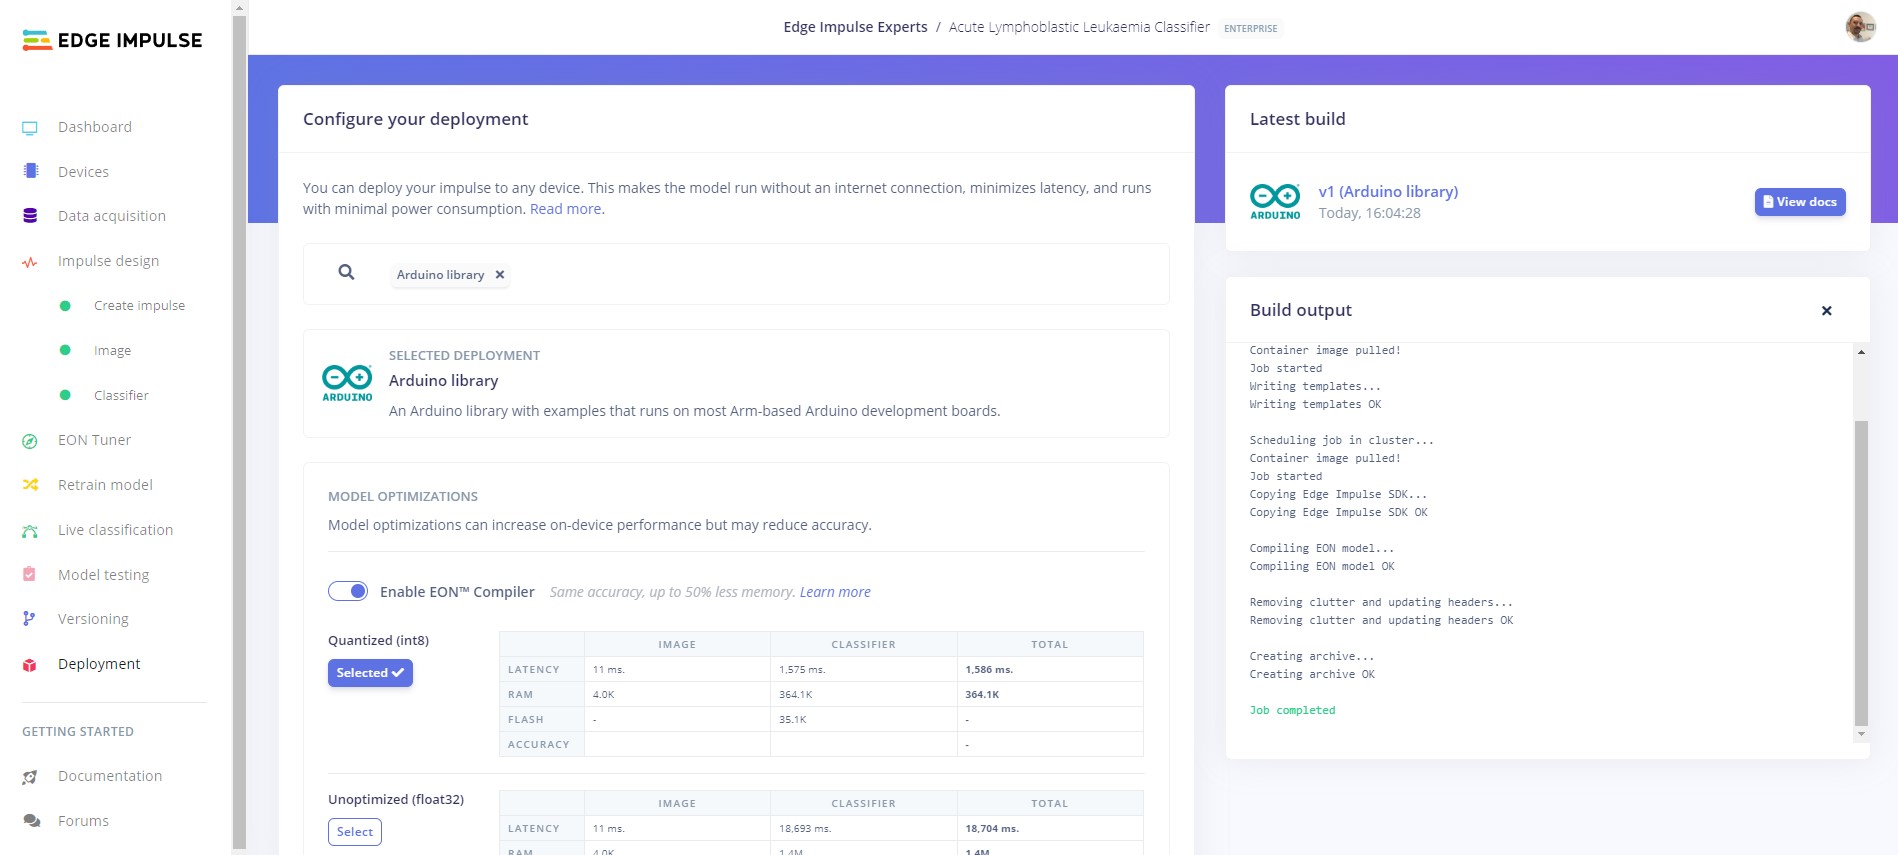 EDGE IMPULSE
Edge Impulse Experts / Acute Lymphoblastic Leukaemia Classifier ENTERPRISE
Dashboard
Devices
Data acquisition
Impulse design
Create impulse
Image
Classifier
EON Tuner
Retrain model
Live classification
Model testing
Versioning
Deployment
GETTING STARTED
Documentation
Forums
Configure your deployment
You can deploy your impulse to any device. This makes the model run without an internet connection, minimizes latency, and runs
with minimal power consumption. Read more.
Arduino library ×
SELECTED DEPLOYMENT
Arduino library
ARDUINO
An Arduino library with examples that runs on most Arm-based Arduino development boards.
MODEL OPTIMIZATIONS
Model optimizations can increase on-device performance but may reduce accuracy.
Enable EON™ Compiler Same accuracy, up to 50% less memory. Learn more
Quantized (int8)
Selected ✓
IMAGE CLASSIFIER TOTAL
LATENCY 11 ms. 1,575 ms. 1,586 ms.
RAM 4.0K 364.1K 364.1K
FLASH - 35.1K -
ACCURACY -
Unoptimized (float32)
Select
IMAGE CLASSIFIER TOTAL
LATENCY 11 ms. 18,693 ms. 18,704 ms.
RAM 4.0K 1.4M 1.4M
Latest build
ARDUINO
v1 (Arduino library)
Today, 16:04:28
View docs
Build output ×
Container image pulled!
Job started
Writing templates...
Writing templates OK
Scheduling job in cluster...
Container image pulled!
Job started
Copying Edge Impulse SDK...
Copying Edge Impulse SDK OK
Compiling EON model...
Compiling EON model OK
Removing clutter and updating headers...
Removing clutter and updating headers OK
Creating archive...
Creating archive OK
Job completed